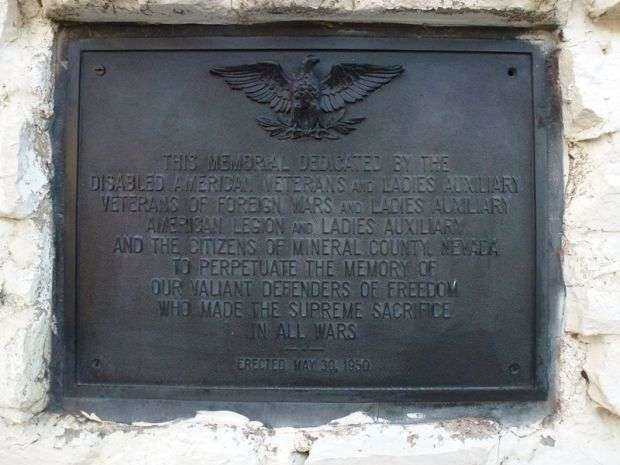 THIS MEMORIAL DEDICATED BY THE
DISABLED AMERICAN VETERANS AND LADIES AUXILIARY
VETERANS OF FOREIGN WARS AND LADIES AUXILIARY
AMERICAN LEGION AND LADIES AUXILIARY
AND THE CITIZENS OF MINERAL COUNTY, NEVADA
TO PERPETUATE THE MEMORY OF
OUR VALIANT DEFENDERS OF FREEDOM
WHO MADE THE SUPREME SACRIFICE
IN ALL WARS
ERECTED MAY 30, 1950